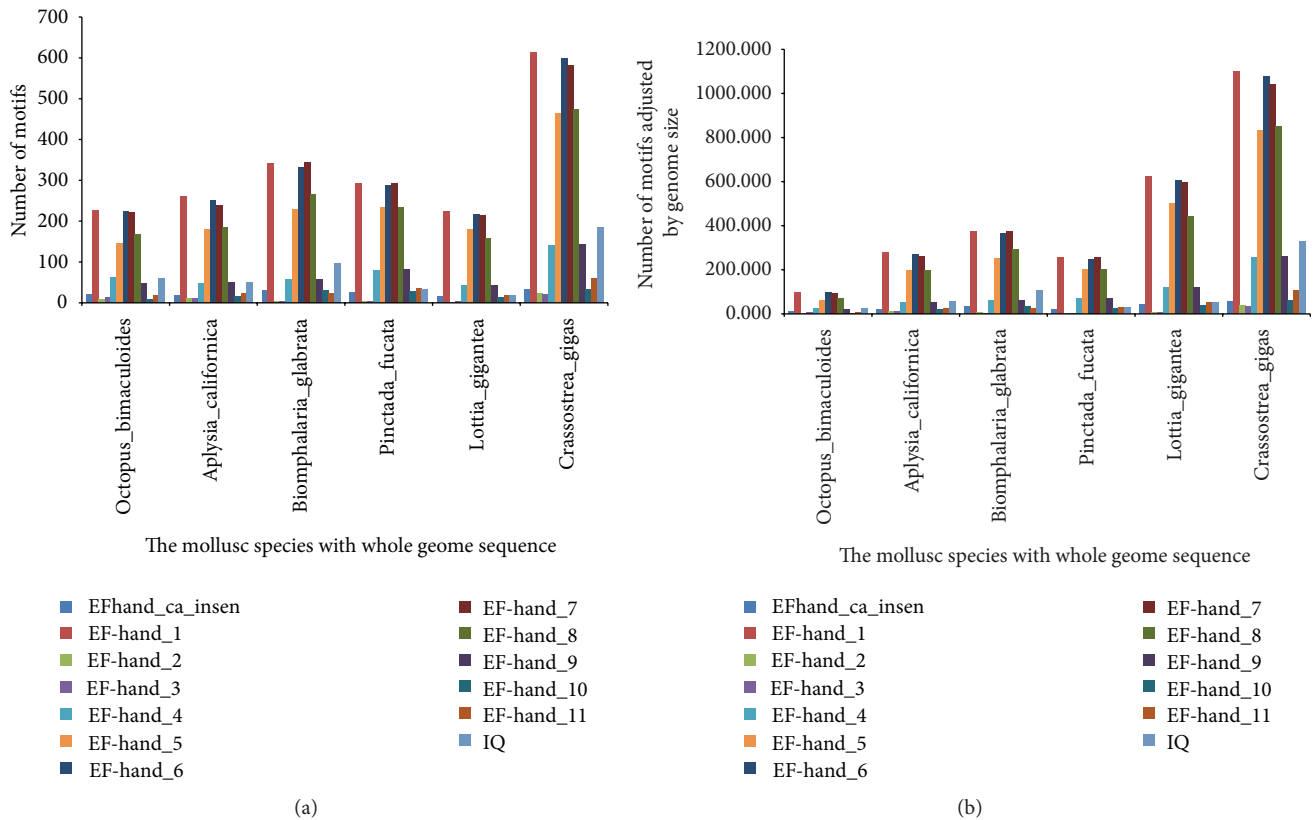 700
600
500
400
300
200
100
0
Number of motifs
Octopus_bimaculoides
Aplysia_californica
Biomphalaria_glabrata
Pinctada_fucata
Lottia_gigantea
Crassostrea_gigas
The mollusc species with whole geome sequence
EFhand_ca_insen
EF-hand_1
EF-hand_2
EF-hand_3
EF-hand_4
EF-hand_5
EF-hand_6
EF-hand_7
EF-hand_8
EF-hand_9
EF-hand_10
EF-hand_11
IQ
(a)
1200.000
1000.000
800.000
600.000
400.000
200.000
0.000
Number of motifs adjusted
by genome size
Octopus_bimaculoides
Aplysia_californica
Biomphalaria_glabrata
Pinctada_fucata
Lottia_gigantea
Crassostrea_gigas
The mollusc species with whole geome sequence
EFhand_ca_insen
EF-hand_1
EF-hand_2
EF-hand_3
EF-hand_4
EF-hand_5
EF-hand_6
EF-hand_7
EF-hand_8
EF-hand_9
EF-hand_10
EF-hand_11
IQ
(b)